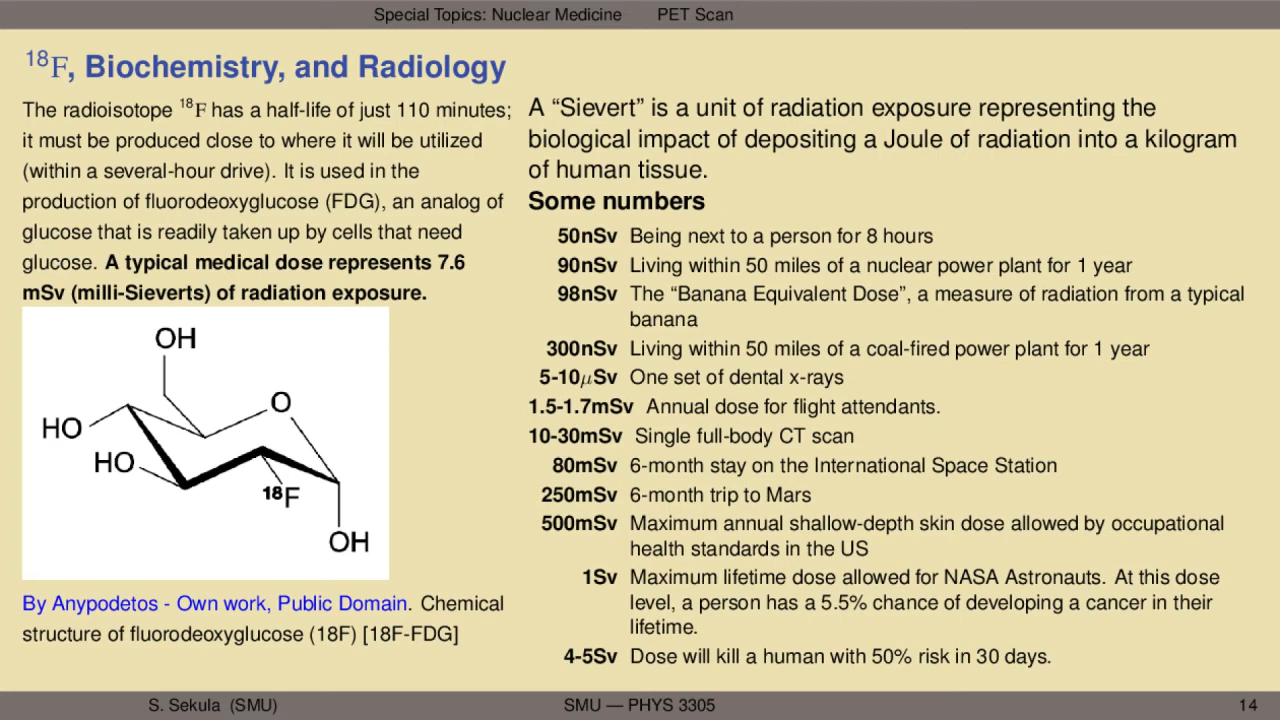 Special Topics: Nuclear Medicine PET Scan
18F, Biochemistry, and Radiology
The radioisotope 18F has a half-life of just 110 minutes;
it must be produced close to where it will be utilized
(within a several-hour drive). It is used in the
production of fluorodeoxyglucose (FDG), an analog of
glucose that is readily taken up by cells that need
glucose. A typical medical dose represents 7.6
mSv (milli-Sieverts) of radiation exposure.
OH
O
HO
HO
18F
OH
By Anypodetos - Own work, Public Domain. Chemical
structure of fluorodeoxyglucose (18F) [18F-FDG]
A “Sievert” is a unit of radiation exposure representing the
biological impact of depositing a Joule of radiation into a kilogram
of human tissue.
Some numbers
50nSv Being next to a person for 8 hours
90nSv Living within 50 miles of a nuclear power plant for 1 year
98nSv The “Banana Equivalent Dose”, a measure of radiation from a typical
banana
300nSv Living within 50 miles of a coal-fired power plant for 1 year
5-10μSv One set of dental x-rays
1.5-1.7mSv Annual dose for flight attendants.
10-30mSv Single full-body CT scan
80mSv 6-month stay on the International Space Station
250mSv 6-month trip to Mars
500mSv Maximum annual shallow-depth skin dose allowed by occupational
health standards in the US
1Sv Maximum lifetime dose allowed for NASA Astronauts. At this dose
level, a person has a 5.5% chance of developing a cancer in their
lifetime.
4-5Sv Dose will kill a human with 50% risk in 30 days.
S. Sekula (SMU) SMU — PHYS 3305 14